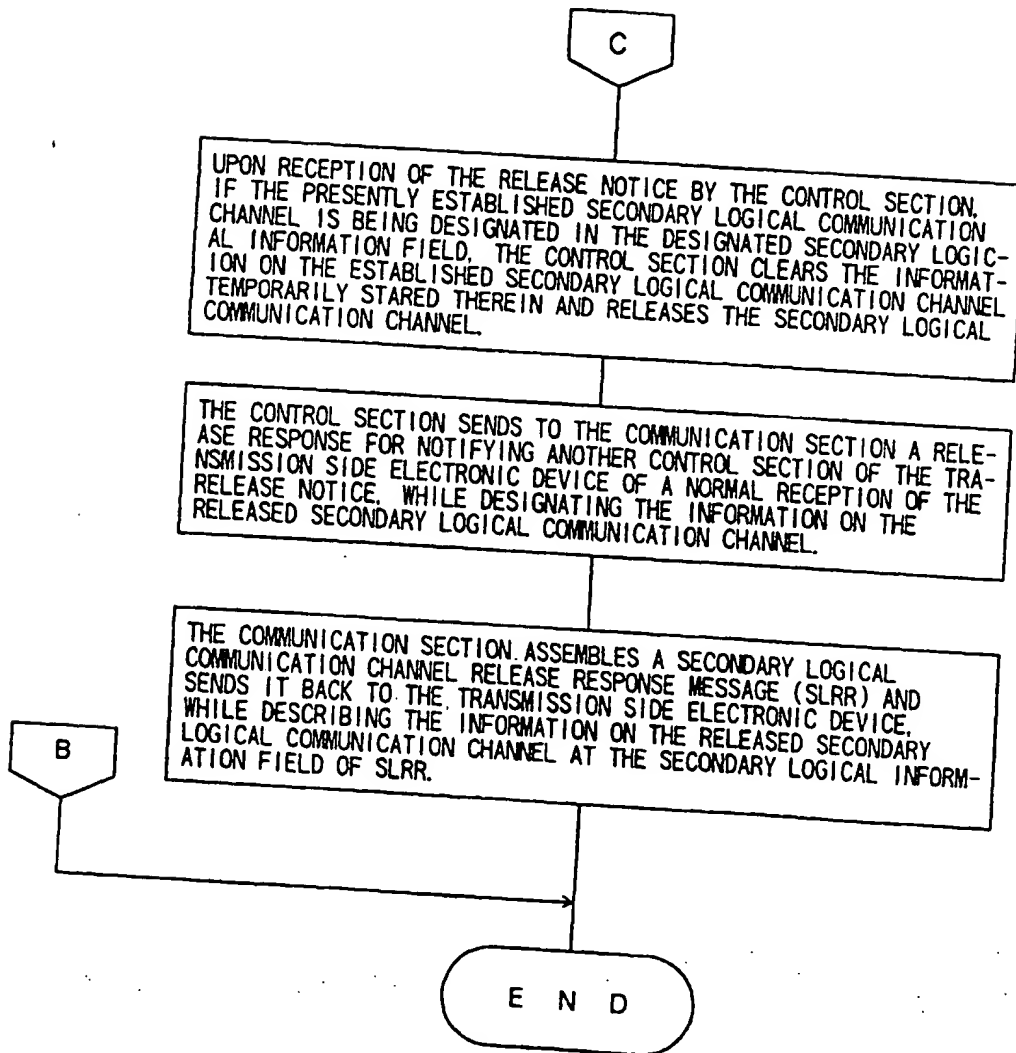 C
UPON RECEPTION OF THE RELEASE NOTICE BY THE CONTROL SECTION,
IF THE PRESENTLY ESTABLISHED SECONDARY LOGICAL COMMUNICATION
CHANNEL IS BEING DESIGNATED IN THE DESIGNATED SECONDARY LOGIC-
AL INFORMATION FIELD, THE CONTROL SECTION CLEARS THE INFORMAT-
ION ON THE ESTABLISHED SECONDARY LOGICAL COMMUNICATION CHANNEL
TEMPORARILY STARED THEREIN AND RELEASES THE SECONDARY LOGICAL
COMMUNICATION CHANNEL.
THE CONTROL SECTION SENDS TO THE COMMUNICATION SECTION A RELE-
ASE RESPONSE FOR NOTIFYING ANOTHER CONTROL SECTION OF THE TRA-
NSMISSION SIDE ELECTRONIC DEVICE OF A NORMAL RECEPTION OF THE
RELEASE NOTICE, WHILE DESIGNATING THE INFORMATION ON THE
RELEASED SECONDARY LOGICAL COMMUNICATION CHANNEL.
THE COMMUNICATION SECTION ASSEMBLES A SECONDARY LOGICAL
COMMUNICATION CHANNEL RELEASE RESPONSE MESSAGE (SLRR) AND
SENDS IT BACK TO THE TRANSMISSION SIDE ELECTRONIC DEVICE,
WHILE DESCRIBING THE INFORMATION ON THE RELEASED SECONDARY
LOGICAL COMMUNICATION CHANNEL AT THE SECONDARY LOGICAL INFORM-
ATION FIELD OF SLRR.
B
E N D